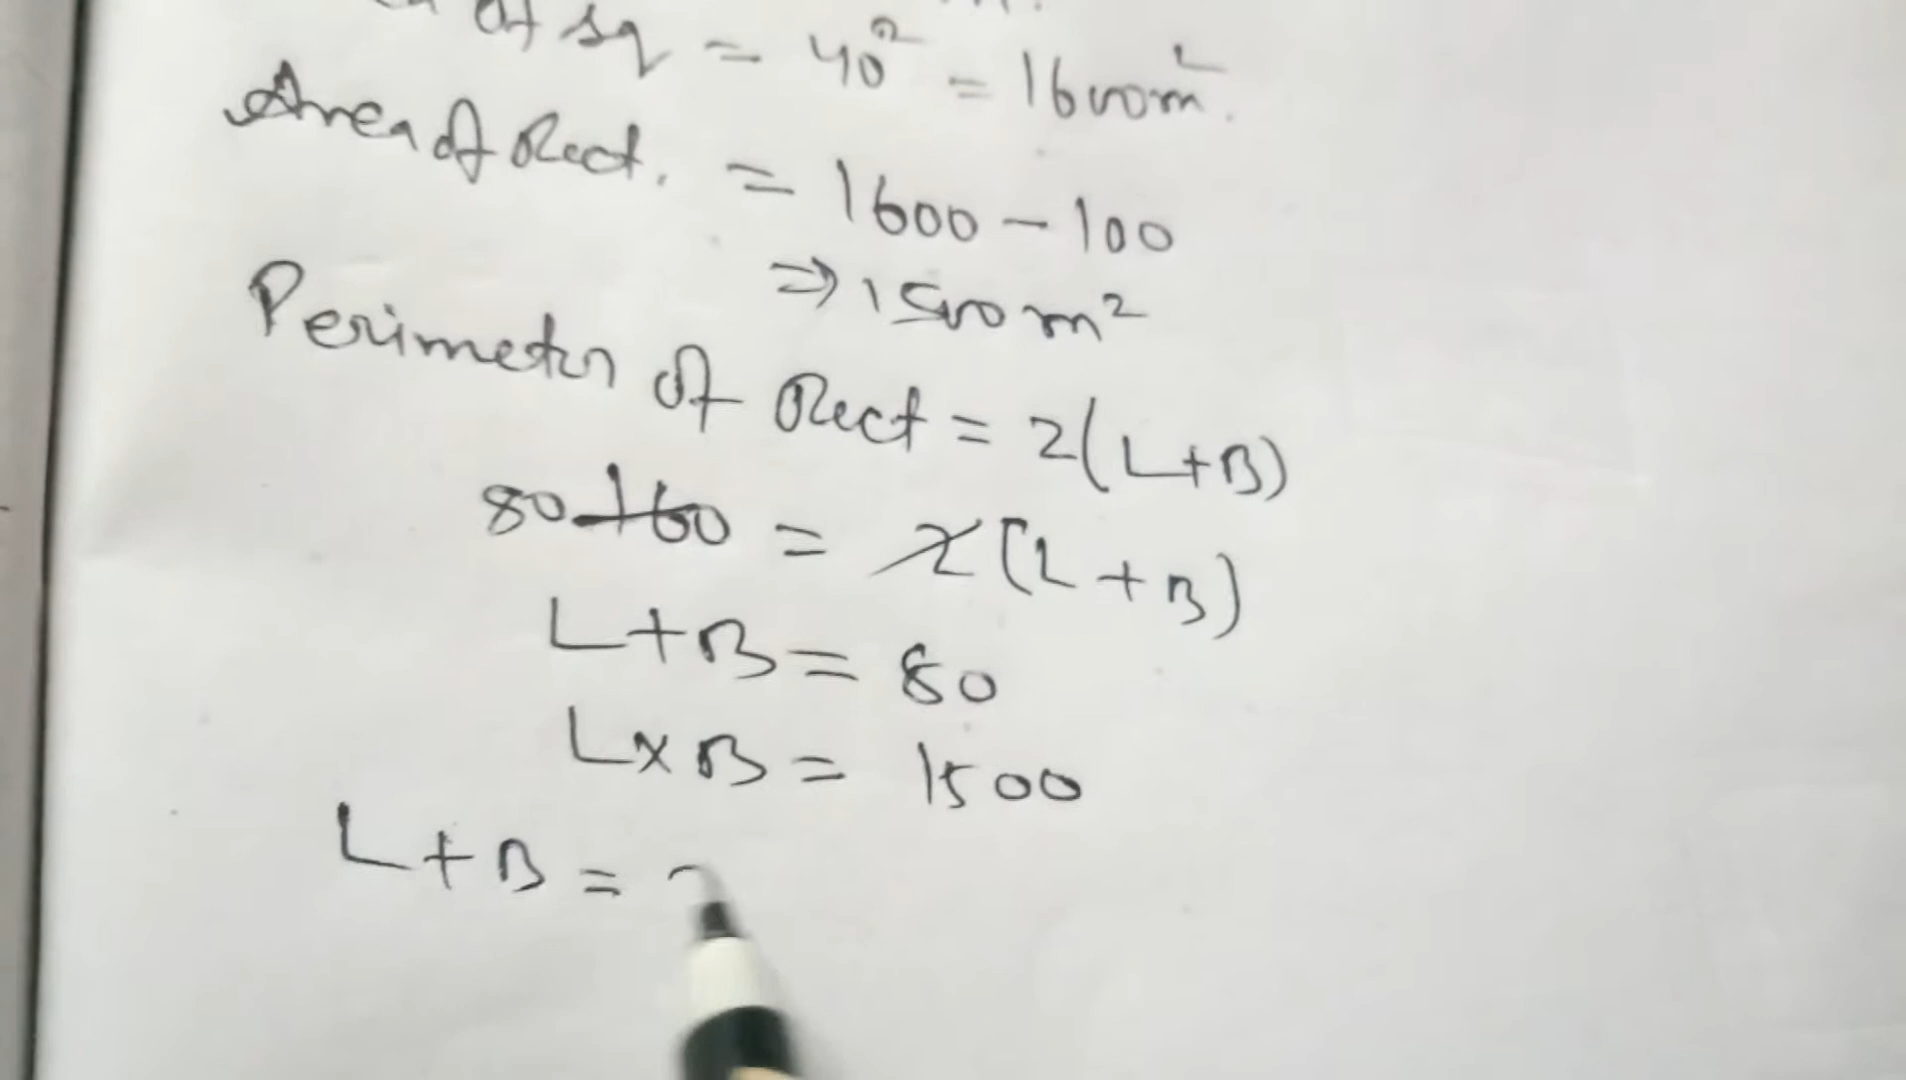 of sq = 40² = 1600m².
Area of Rect. = 1600 - 100
⇒ 1500 m²
Perimeter of Rect = 2(L+B)
80 160 = 2(L+B)
L+B = 80
L×B = 1500
L+B =